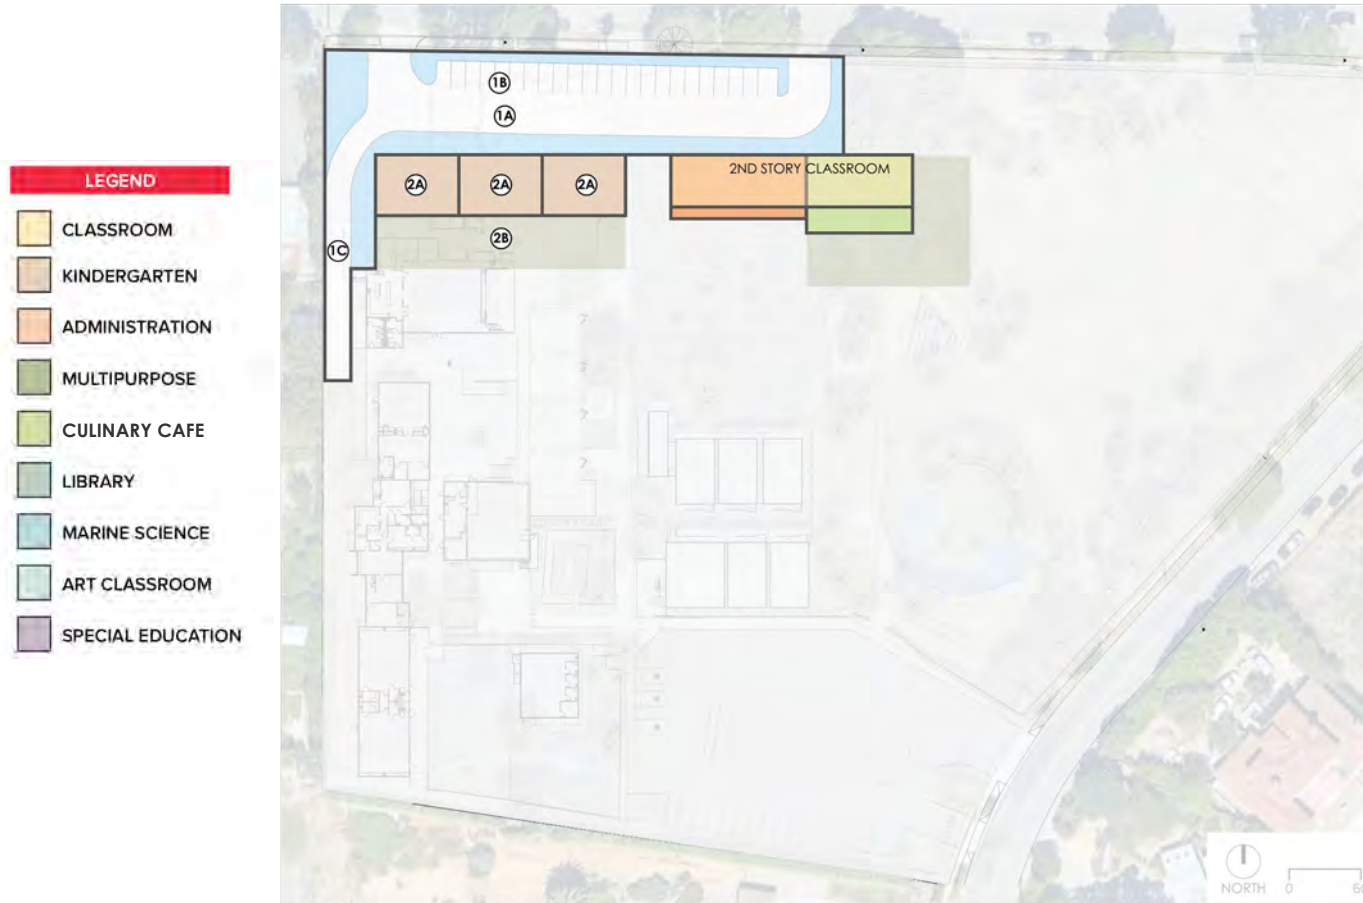 LEGEND
CLASSROOM
KINDERGARTEN
ADMINISTRATION
MULTIPURPOSE
CULINARY CAFE
LIBRARY
MARINE SCIENCE
ART CLASSROOM
SPECIAL EDUCATION
1B
1A
2A
2A
2A
2ND STORY CLASSROOM
2B
1C
NORTH
0